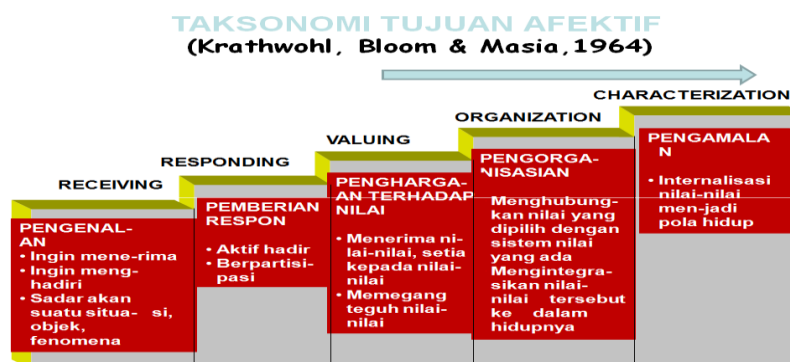 TAKSONOMI TUJUAN AFEKTIF
(Krathwohl, Bloom & Masia,1964)
RECEIVING
PENGENAL-
AN
• Ingin mene-rima
• Ingin meng-
hadiri
• Sadar akan
suatu situa- si,
objek,
fenomena
RESPONDING
PEMBERIAN
RESPON
• Aktif hadir
• Berpartisi-
pasi
VALUING
PENGHARGA-
AN TERHADAP
NILAI
• Menerima ni-
lai-nilai, setia
kepada nilai-
nilai
• Memegang
teguh nilai-
nilai
ORGANIZATION
PENGORGA-
NISASIAN
Menghubung-
kan nilai yang
dipilih dengan
sistem nilai
yang ada
Mengintegra-
sikan nilai-
nilai tersebut
ke dalam
hidupnya
CHARACTERIZATION
PENGAMALA
N
• Internalisasi
nilai-nilai
men-jadi
pola hidup